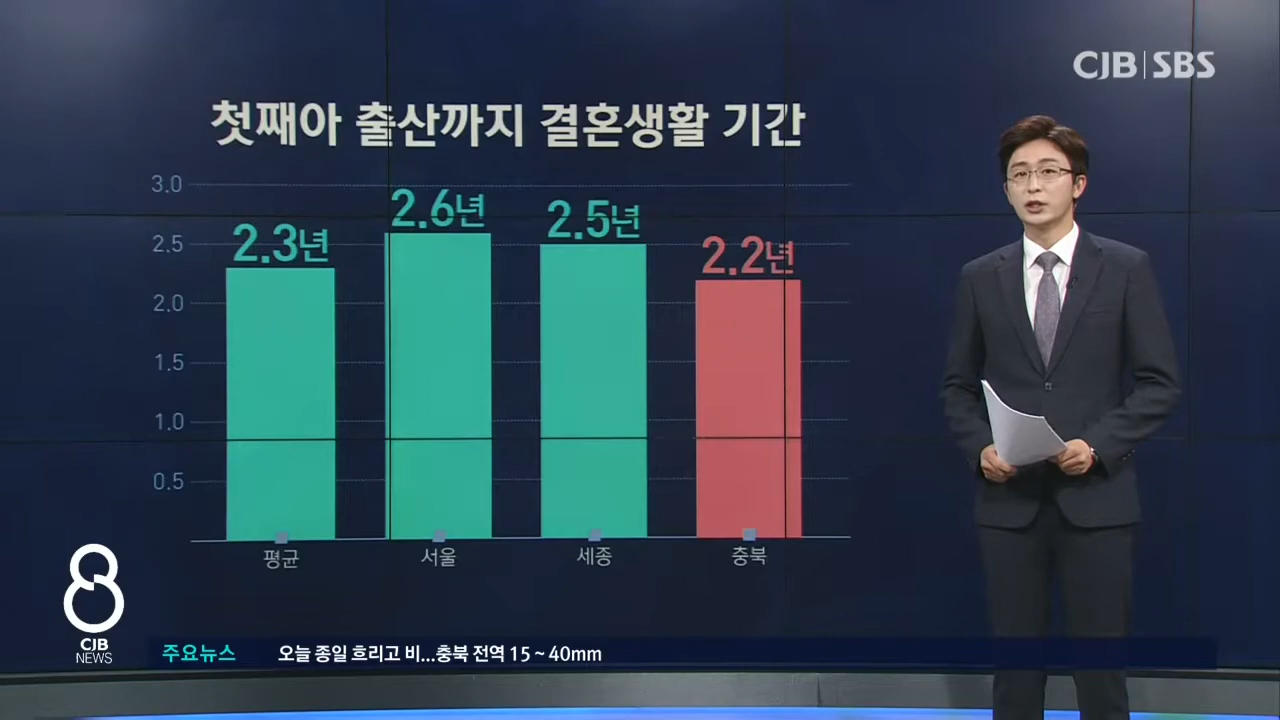 CJB SBS
첫째아 출산까지 결혼생활 기간
3.0
2.5
2.0
1.5
1.0
0.5
2.3년
2.6년
2.5년
2.2년
평균
서울
세종
충북
8
CJB
NEWS
주요뉴스 오늘 종일 흐리고 비...충북 전역 15 ~ 40mm